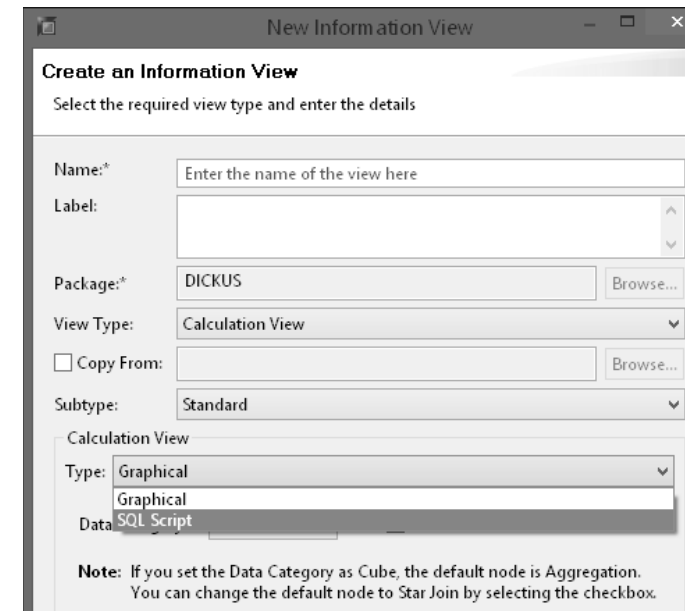 New Information View
Create an Information View
Select the required view type and enter the details
Name:* Enter the name of the view here
Label:
Package:* DICKUS Browse...
View Type: Calculation View
Copy From: Browse...
Subtype: Standard
Calculation View
Type: Graphical
Graphical
SQL Script
Data
Note: If you set the Data Category as Cube, the default node is Aggregation.
You can change the default node to Star Join by selecting the checkbox.